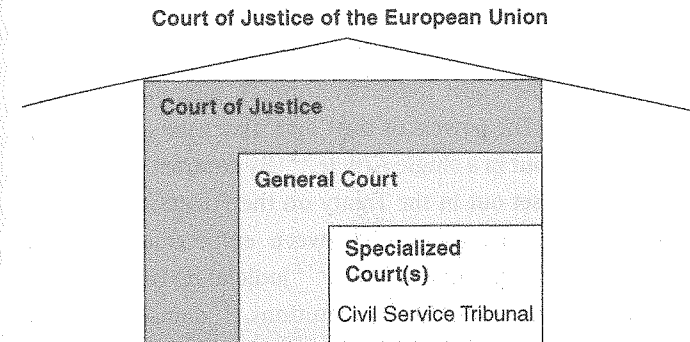 Court of Justice of the European Union
Court of Justice
General Court
Specialized
Court(s)
Civil Service Tribunal